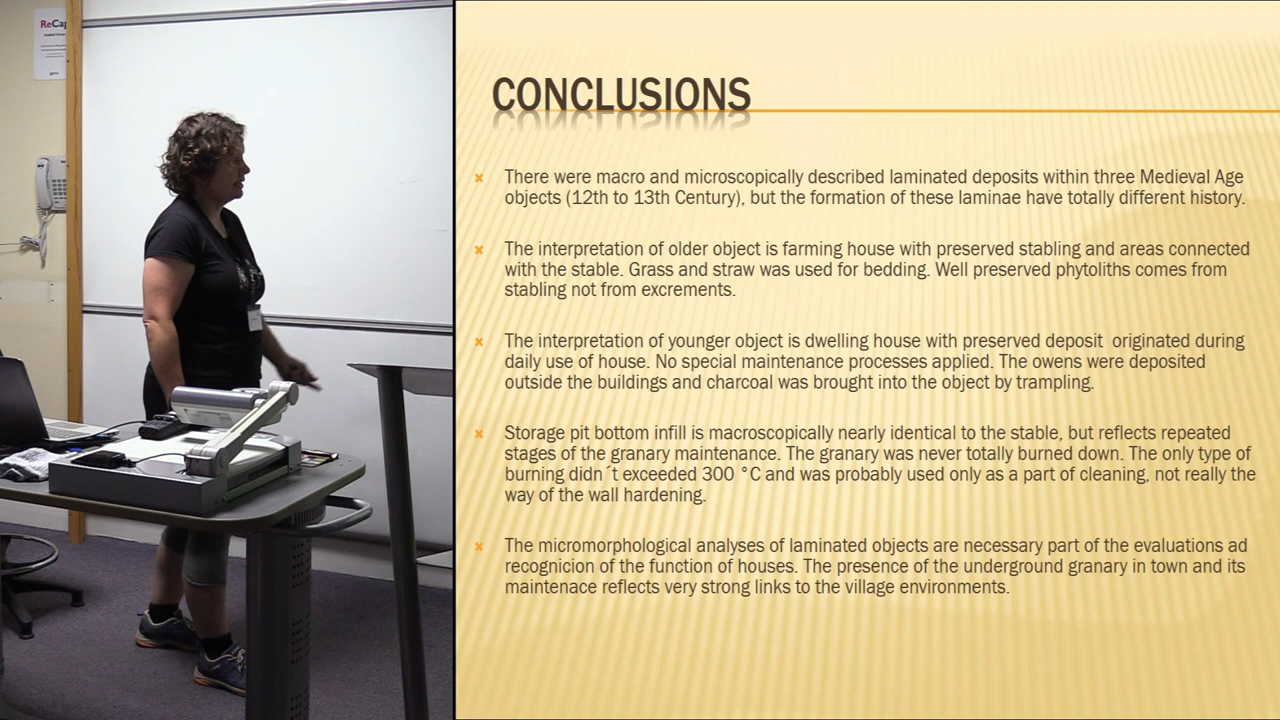 ReCap
CONCLUSIONS
There were macro and microscopically described laminated deposits within three Medieval Age
objects (12th to 13th Century), but the formation of these laminae have totally different history.
The interpretation of older object is farming house with preserved stabling and areas connected
with the stable. Grass and straw was used for bedding. Well preserved phytoliths comes from
stabling not from excrements.
The interpretation of younger object is dwelling house with preserved deposit originated during
daily use of house. No special maintenance processes applied. The owens were deposited
outside the buildings and charcoal was brought into the object by trampling.
Storage pit bottom infill is macroscopically nearly identical to the stable, but reflects repeated
stages of the granary maintenance. The granary was never totally burned down. The only type of
burning didn´t exceeded 300 °C and was probably used only as a part of cleaning, not really the
way of the wall hardening.
The micromorphological analyses of laminated objects are necessary part of the evaluations ad
recognicion of the function of houses. The presence of the underground granary in town and its
maintenace reflects very strong links to the village environments.